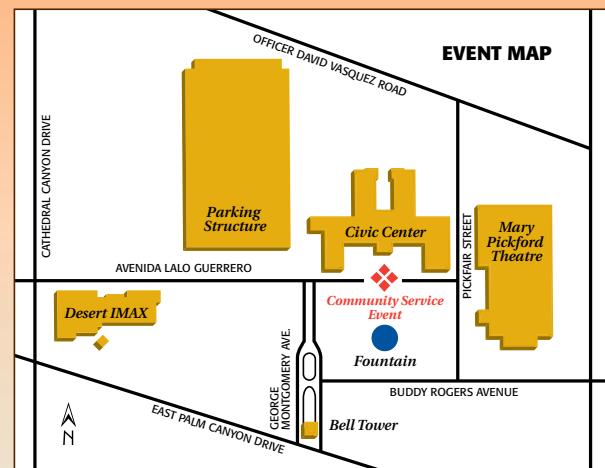 EVENT MAP
OFFICER DAVID VASQUEZ ROAD
CATHEDRAL CANYON DRIVE
Parking
Structure
Civic Center
Mary
Pickford
Theatre
PICKFAIR STREET
AVENIDA LALO GUERRERO
Desert IMAX
Community Service
Event
Fountain
GEORGE
MONTGOMERY AVE.
BUDDY ROGERS AVENUE
EAST PALM CANYON DRIVE
Bell Tower
N